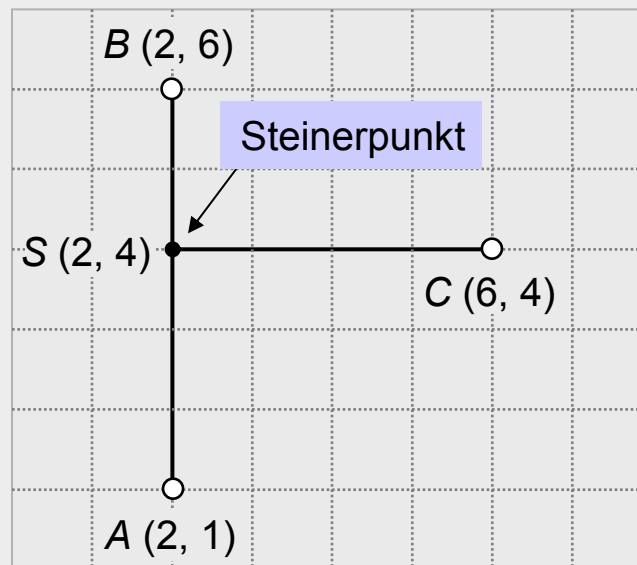 B (2, 6)
Steinerpunkt
S (2, 4)
C (6, 4)
A (2, 1)